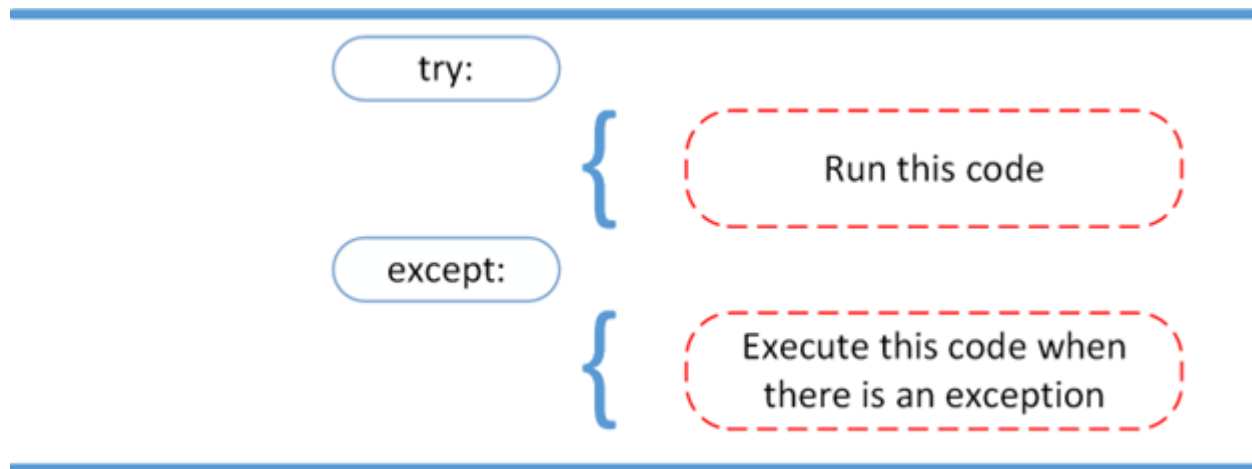 try:
Run this code
except:
Execute this code when
there is an exception